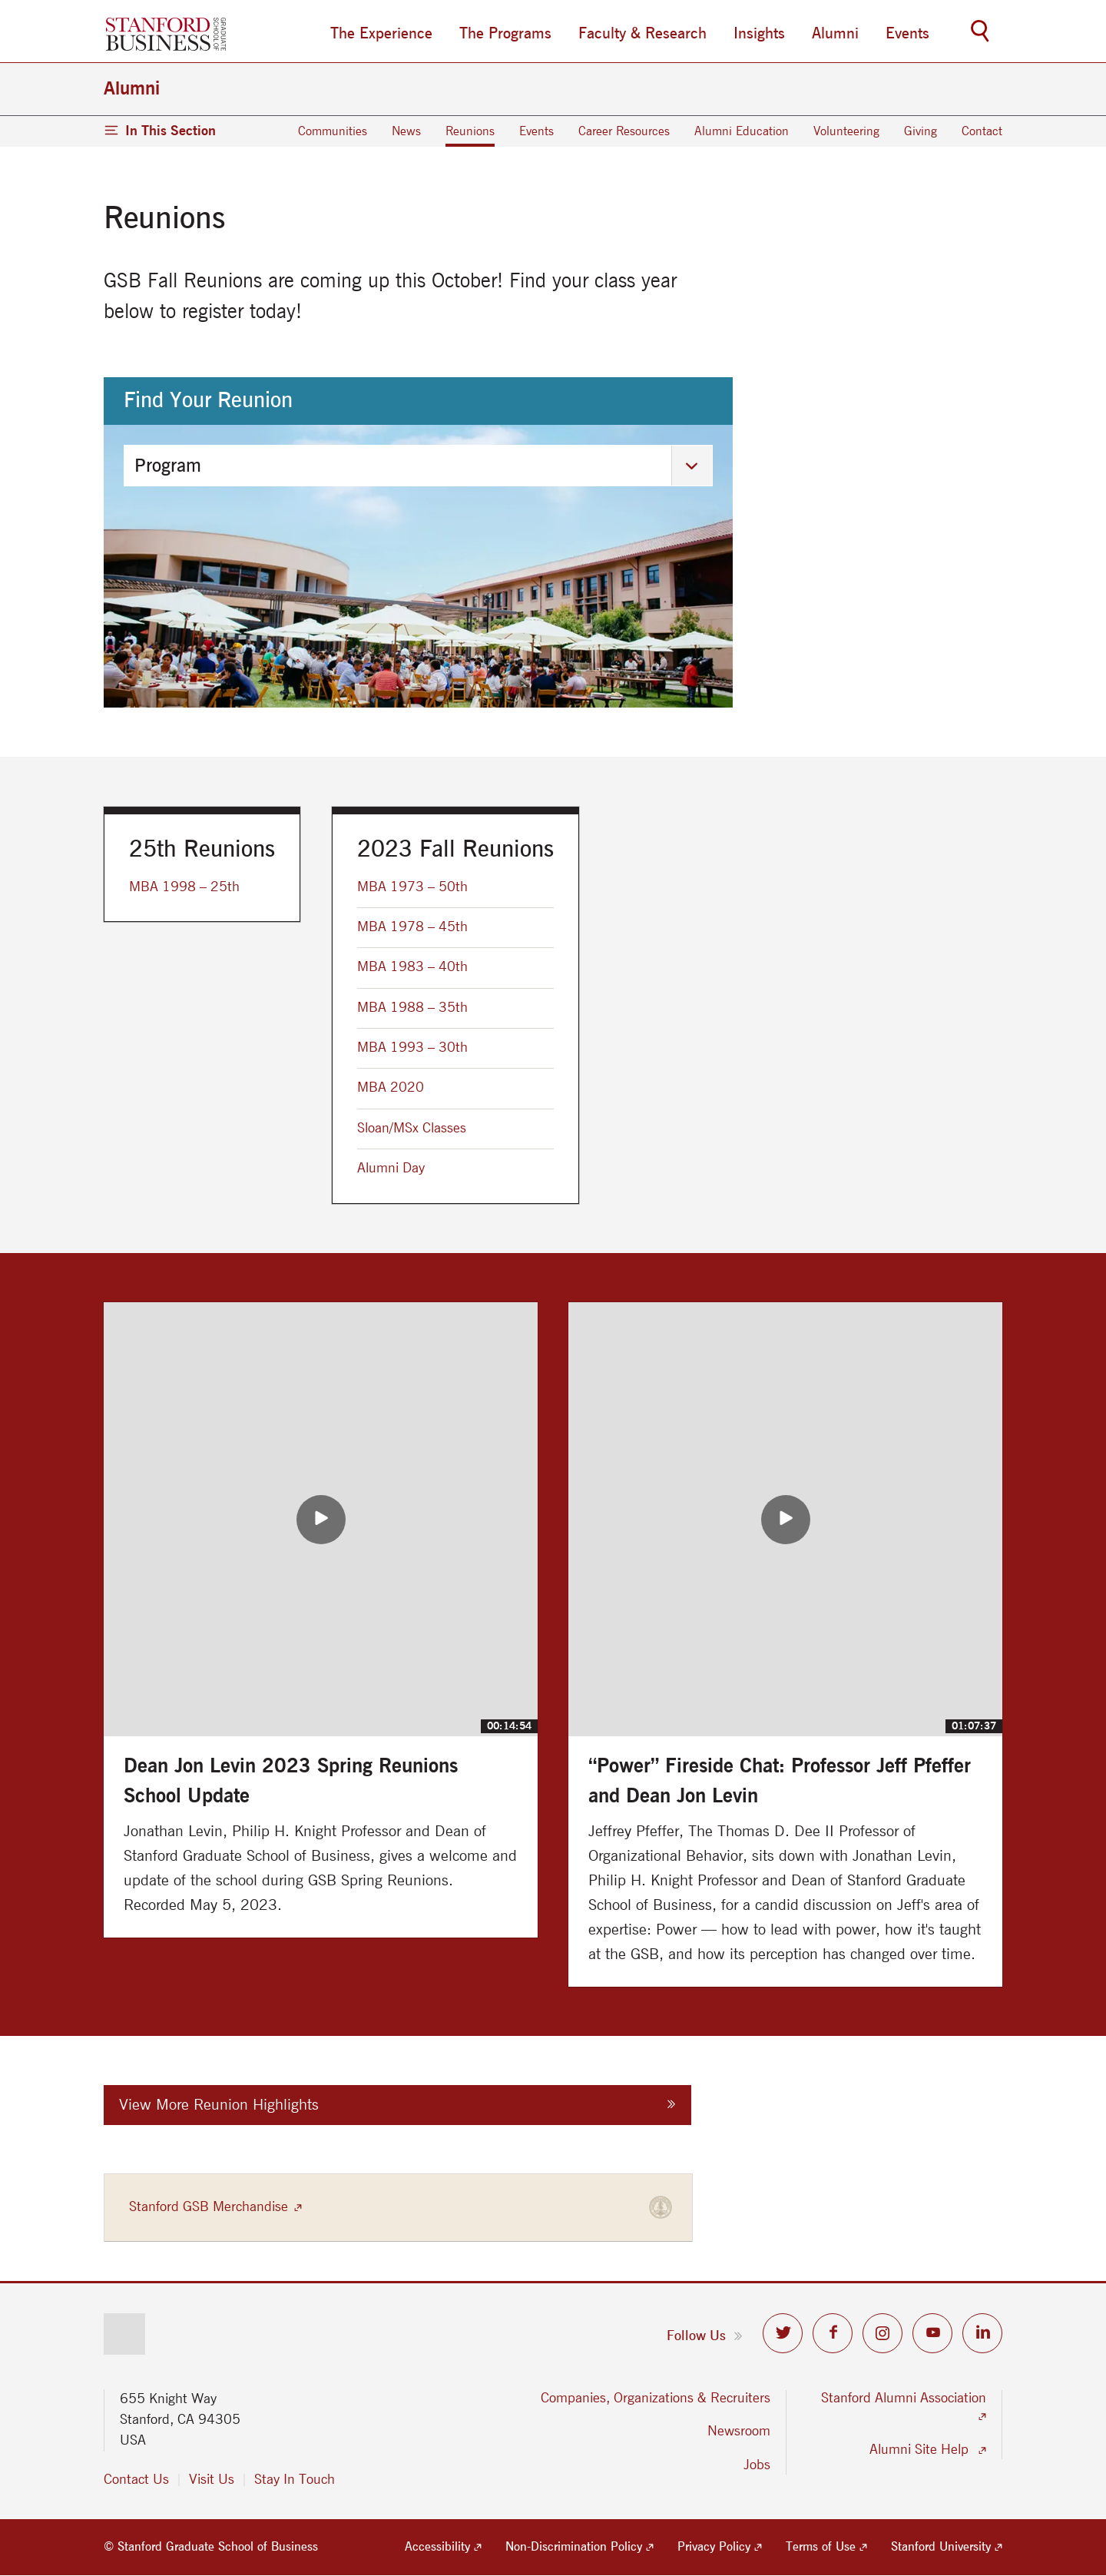 STANFORD
BUSINESS
GRADUATE
SCHOOL OF
The Experience
The Programs
Faculty & Research
Insights
Alumni
Events
Alumni
In This Section
Communities
News
Reunions
Events
Career Resources
Alumni Education
Volunteering
Giving
Contact
Reunions
GSB Fall Reunions are coming up this October! Find your class year
below to register today!
Find Your Reunion
Program
25th Reunions
MBA 1998 – 25th
2023 Fall Reunions
MBA 1973 – 50th
MBA 1978 – 45th
MBA 1983 – 40th
MBA 1988 – 35th
MBA 1993 – 30th
MBA 2020
Sloan/MSx Classes
Alumni Day
00:14:54
Dean Jon Levin 2023 Spring Reunions
School Update
Jonathan Levin, Philip H. Knight Professor and Dean of
Stanford Graduate School of Business, gives a welcome and
update of the school during GSB Spring Reunions.
Recorded May 5, 2023.
01:07:37
“Power” Fireside Chat: Professor Jeff Pfeffer
and Dean Jon Levin
Jeffrey Pfeffer, The Thomas D. Dee II Professor of
Organizational Behavior, sits down with Jonathan Levin,
Philip H. Knight Professor and Dean of Stanford Graduate
School of Business, for a candid discussion on Jeff's area of
expertise: Power — how to lead with power, how it's taught
at the GSB, and how its perception has changed over time.
View More Reunion Highlights
Stanford GSB Merchandise
Follow Us
655 Knight Way
Stanford, CA 94305
USA
Contact Us
Visit Us
Stay In Touch
Companies, Organizations & Recruiters
Newsroom
Jobs
Stanford Alumni Association
Alumni Site Help
© Stanford Graduate School of Business
Accessibility
Non-Discrimination Policy
Privacy Policy
Terms of Use
Stanford University